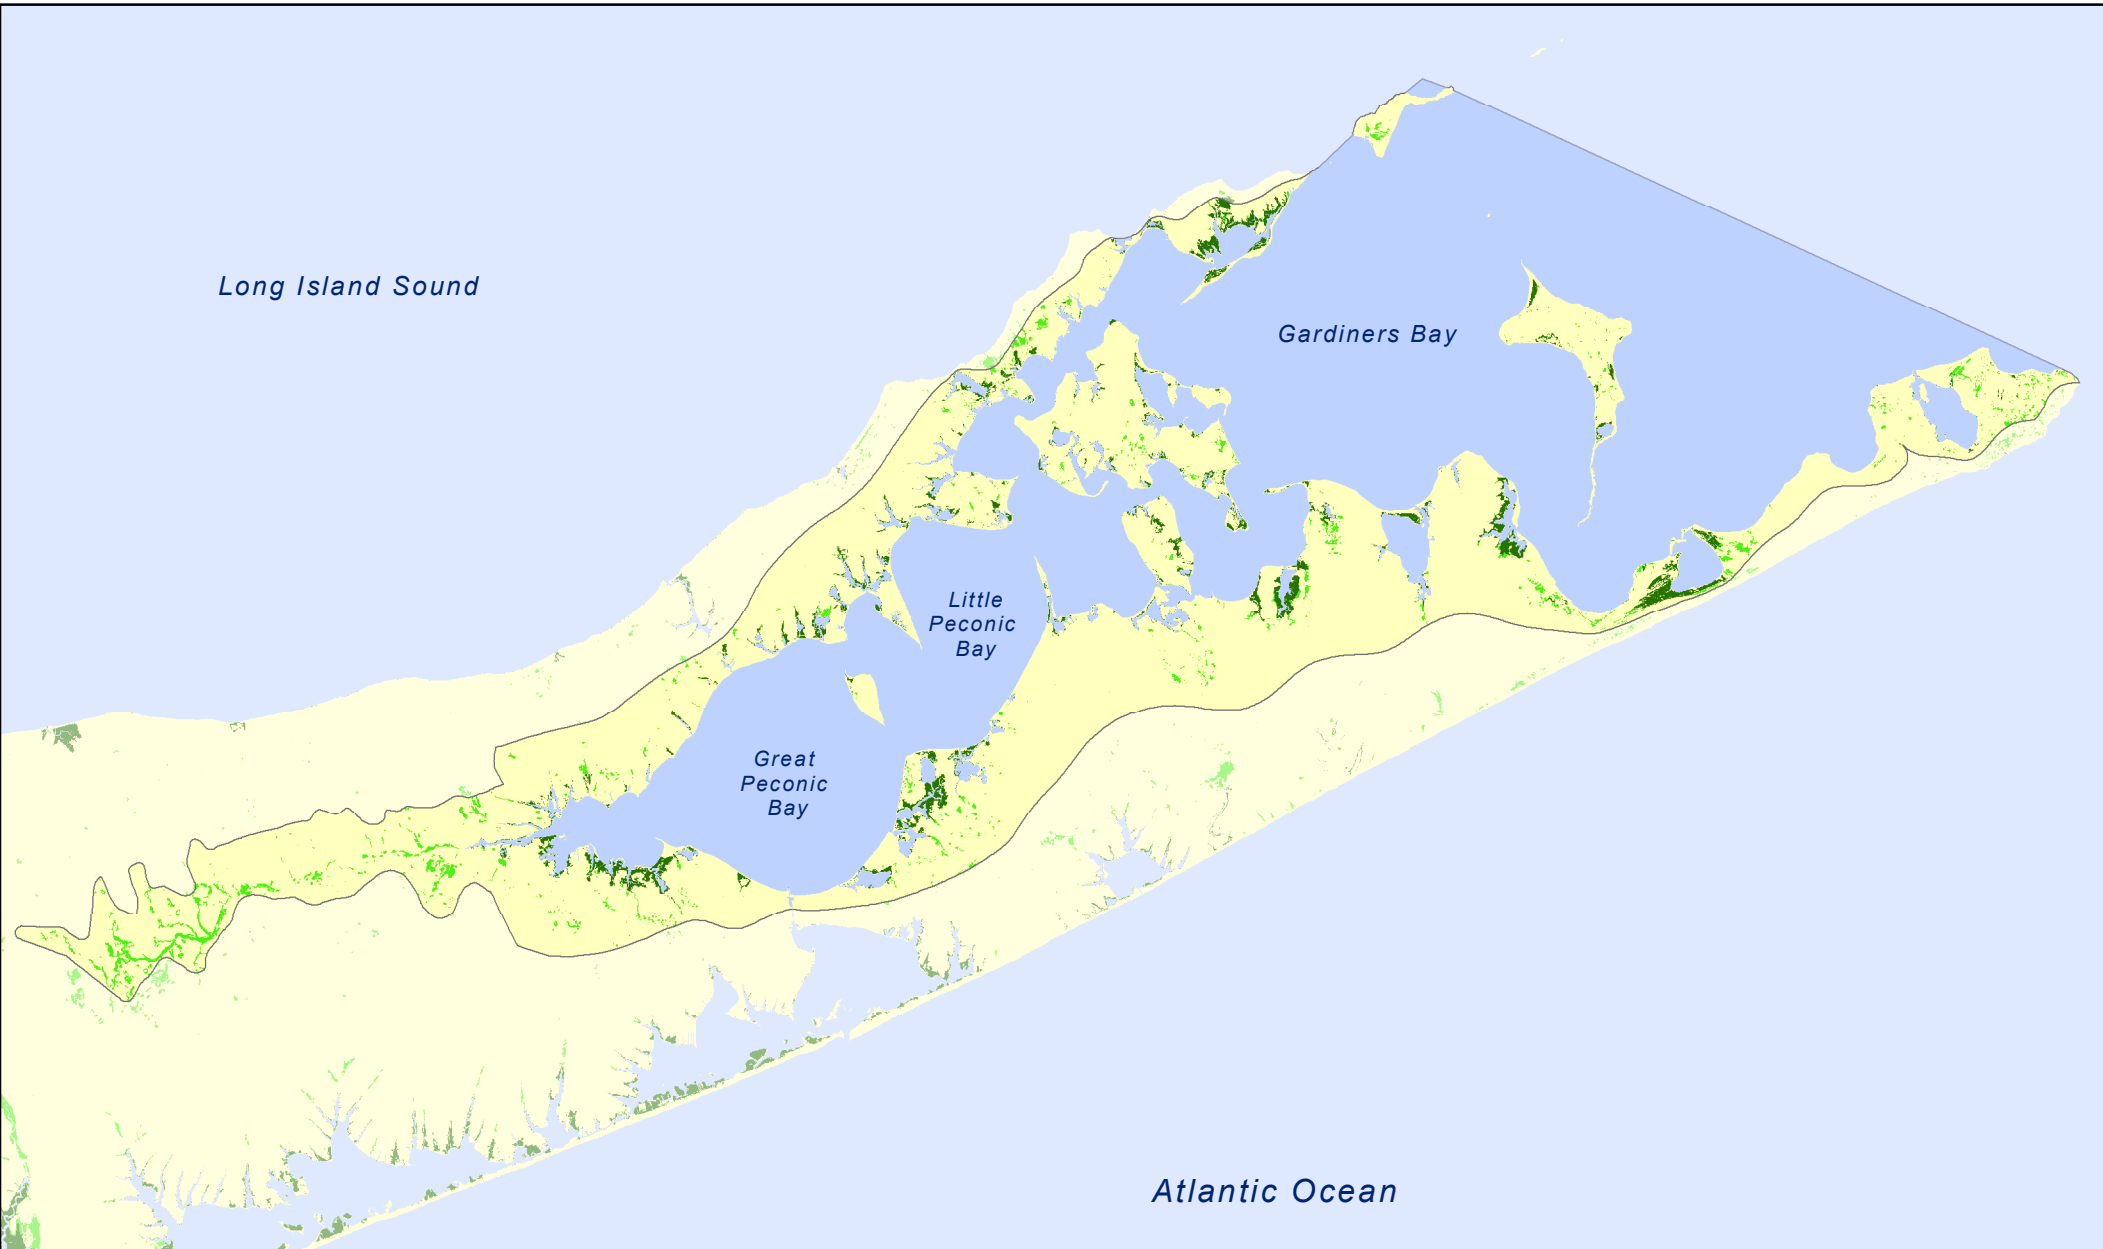 Long Island Sound
Gardiners Bay
Little
Peconic
Bay
Great
Peconic
Bay
Atlantic Ocean